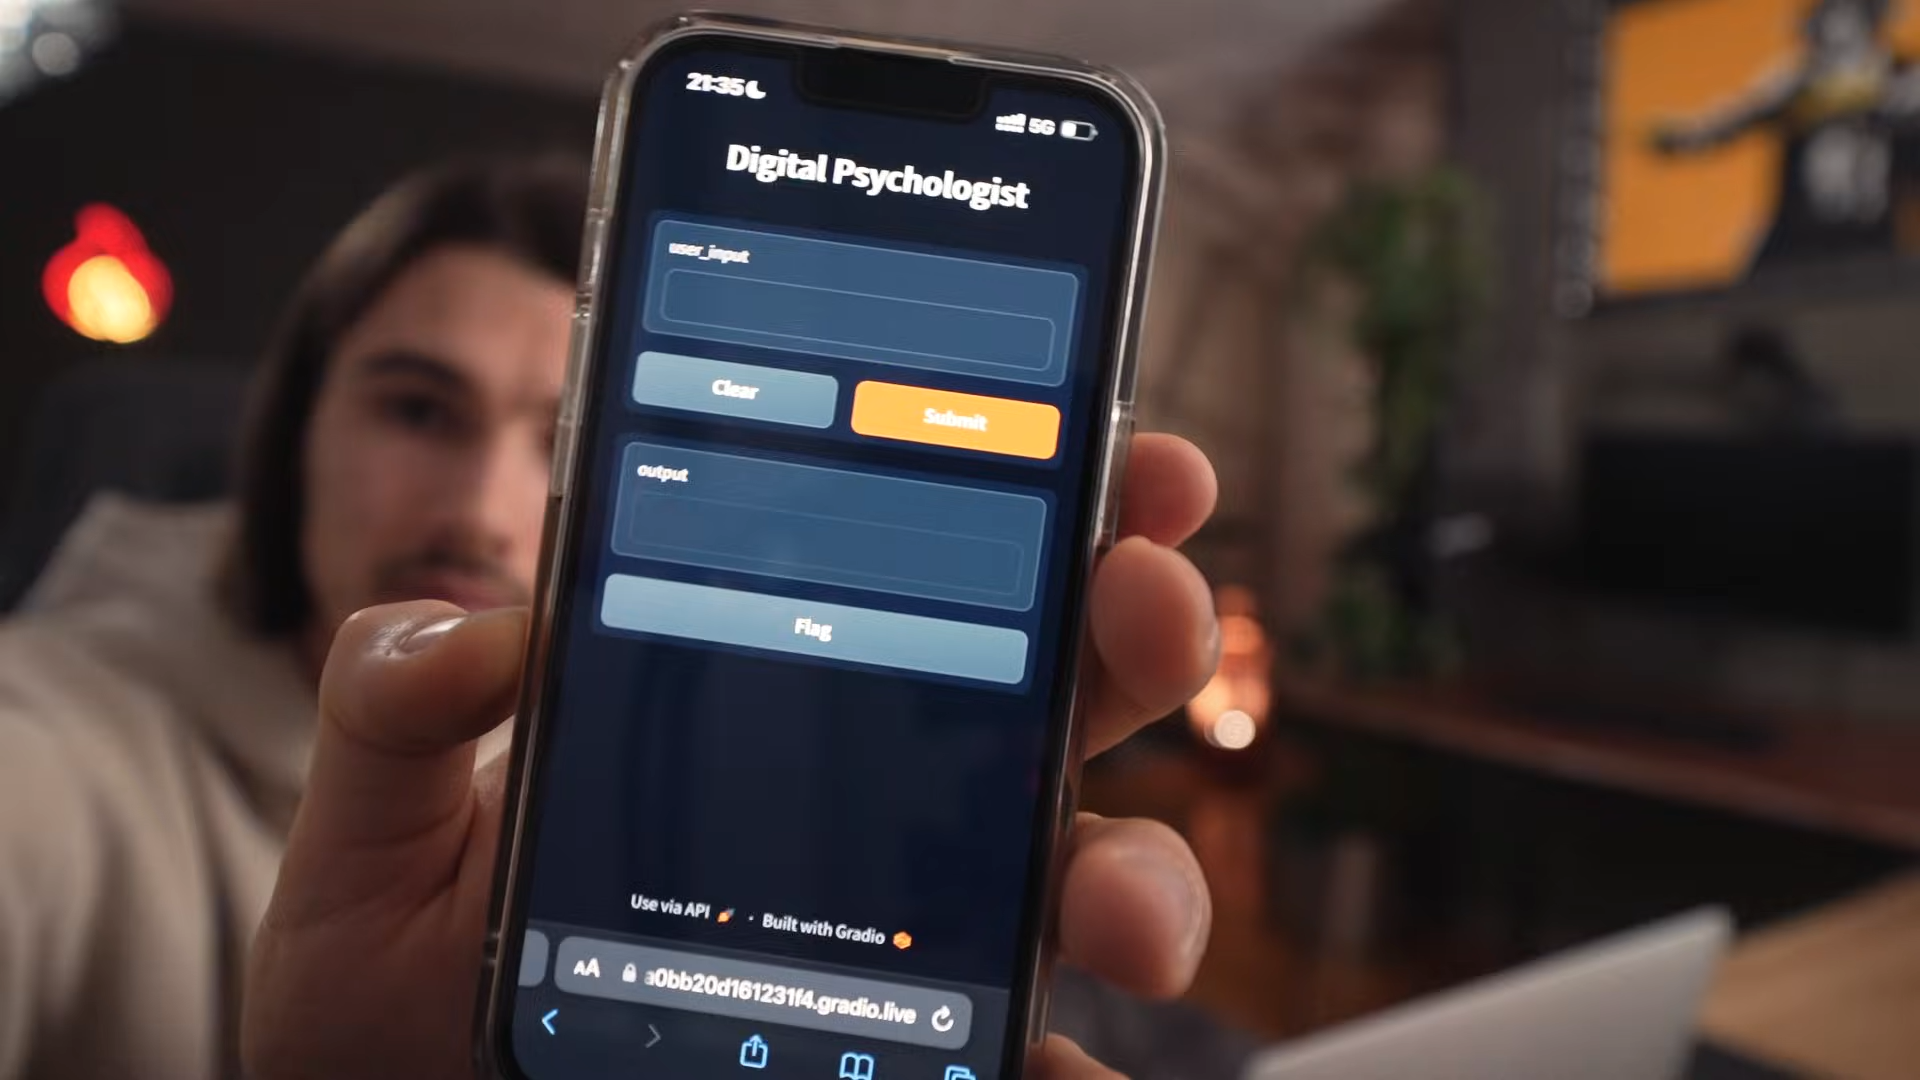 21:35
5G
Digital Psychologist
user_input
Clear
Submit
output
Flag
Use via API · Built with Gradio
AA a0bb20d161231f4.gradio.live